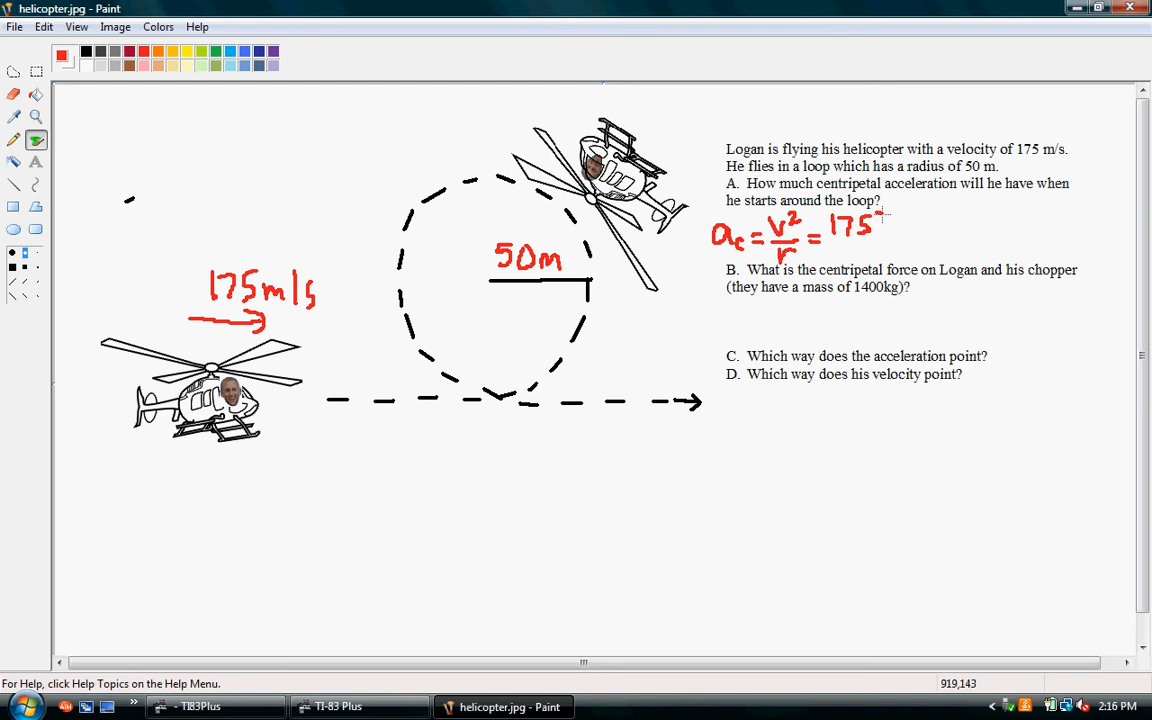 helicopter.jpg - Paint
File Edit View Image Colors Help
Logan is flying his helicopter with a velocity of 175 m/s.
He flies in a loop which has a radius of 50 m.
A. How much centripetal acceleration will he have when
he starts around the loop?
ac = v²/r = 175
B. What is the centripetal force on Logan and his chopper
(they have a mass of 1400kg)?
C. Which way does the acceleration point?
D. Which way does his velocity point?
50m
175m/s
For Help, click Help Topics on the Help Menu.
919,143
- TI83Plus
TI-83 Plus
helicopter.jpg - Paint
2:16 PM